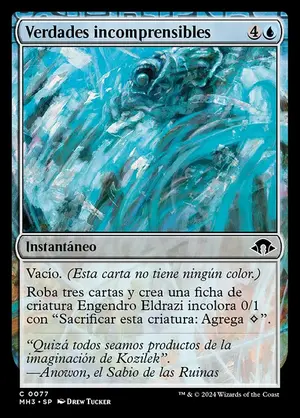 Verdades incomprensibles 4
Instantáneo
Vacío. (Esta carta no tiene ningún color.)
Roba tres cartas y crea una ficha de
criatura Engendro Eldrazi incolora 0/1
con “Sacrificar esta criatura: Agrega ◇”.
“Quizá todos seamos productos de la
imaginación de Kozilek”.
—Anowon, el Sabio de las Ruinas
C 0077
MH3 • SP DREW TUCKER
™ & © 2024 Wizards of the Coast